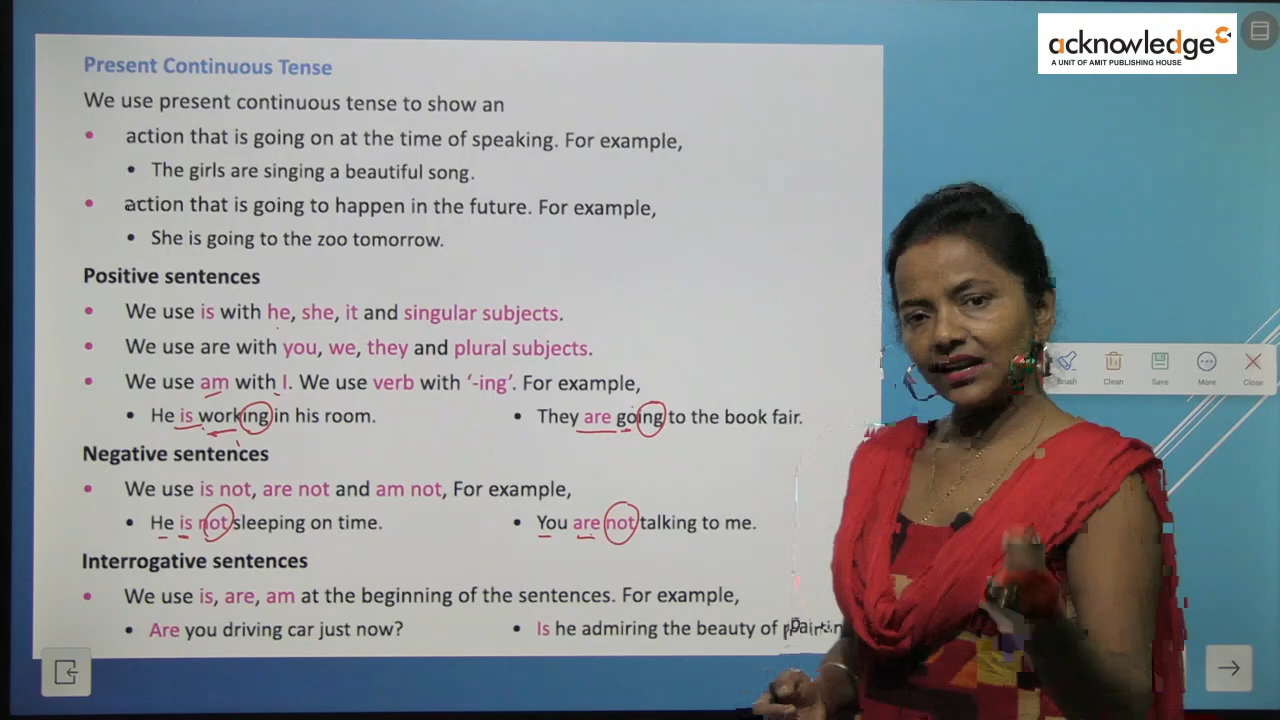 acknowledge
A UNIT OF AMIT PUBLISHING HOUSE
Present Continuous Tense
We use present continuous tense to show an
• action that is going on at the time of speaking. For example,
• The girls are singing a beautiful song.
• action that is going to happen in the future. For example,
• She is going to the zoo tomorrow.
Positive sentences
• We use is with he, she, it and singular subjects.
• We use are with you, we, they and plural subjects.
• We use am with I. We use verb with ‘-ing’. For example,
• He is working in his room. • They are going to the book fair.
Negative sentences
• We use is not, are not and am not, For example,
• He is not sleeping on time. • You are not talking to me.
Interrogative sentences
• We use is, are, am at the beginning of the sentences. For example,
• Are you driving car just now? • Is he admiring the beauty of
Brush Clean Save More Close